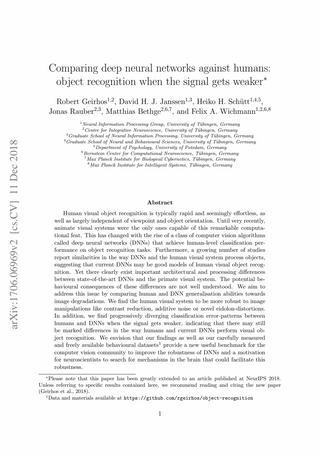 Comparing deep neural networks against humans:
object recognition when the signal gets weaker*
Robert Geirhos1,2, David H. J. Janssen1,3, Heiko H. Schütt1,4,5,
Jonas Rauber2,3, Matthias Bethge2,6,7, and Felix A. Wichmann1,2,6,8
1Neural Information Processing Group, University of Tübingen, Germany
2Centre for Integrative Neuroscience, University of Tübingen, Germany
3Graduate School of Neural Information Processing, University of Tübingen, Germany
4Graduate School of Neural and Behavioural Sciences, University of Tübingen, Germany
5Department of Psychology, University of Potsdam, Germany
6Bernstein Center for Computational Neuroscience, Tübingen, Germany
7Max Planck Institute for Biological Cybernetics, Tübingen, Germany
8Max Planck Institute for Intelligent Systems, Tübingen, Germany
Abstract
Human visual object recognition is typically rapid and seemingly effortless, as
well as largely independent of viewpoint and object orientation. Until very recently,
animate visual systems were the only ones capable of this remarkable computa-
tional feat. This has changed with the rise of a class of computer vision algorithms
called deep neural networks (DNNs) that achieve human-level classification per-
formance on object recognition tasks. Furthermore, a growing number of studies
report similarities in the way DNNs and the human visual system process objects,
suggesting that current DNNs may be good models of human visual object recog-
nition. Yet there clearly exist important architectural and processing differences
between state-of-the-art DNNs and the primate visual system. The potential be-
havioural consequences of these differences are not well understood. We aim to
address this issue by comparing human and DNN generalisation abilities towards
image degradations. We find the human visual system to be more robust to image
manipulations like contrast reduction, additive noise or novel eidolon-distortions.
In addition, we find progressively diverging classification error-patterns between
humans and DNNs when the signal gets weaker, indicating that there may still
be marked differences in the way humans and current DNNs perform visual ob-
ject recognition. We envision that our findings as well as our carefully measured
and freely available behavioural datasets1 provide a new useful benchmark for the
computer vision community to improve the robustness of DNNs and a motivation
for neuroscientists to search for mechanisms in the brain that could facilitate this
robustness.
*Please note that this paper has been greatly extended to an article published at NeurIPS 2018.
Unless referring to specific results contained here, we recommend reading and citing the new paper
(Geirhos et al., 2018).
1Data and materials available at https://github.com/rgeirhos/object-recognition
1
arXiv:1706.06969v2 [cs.CV] 11 Dec 2018